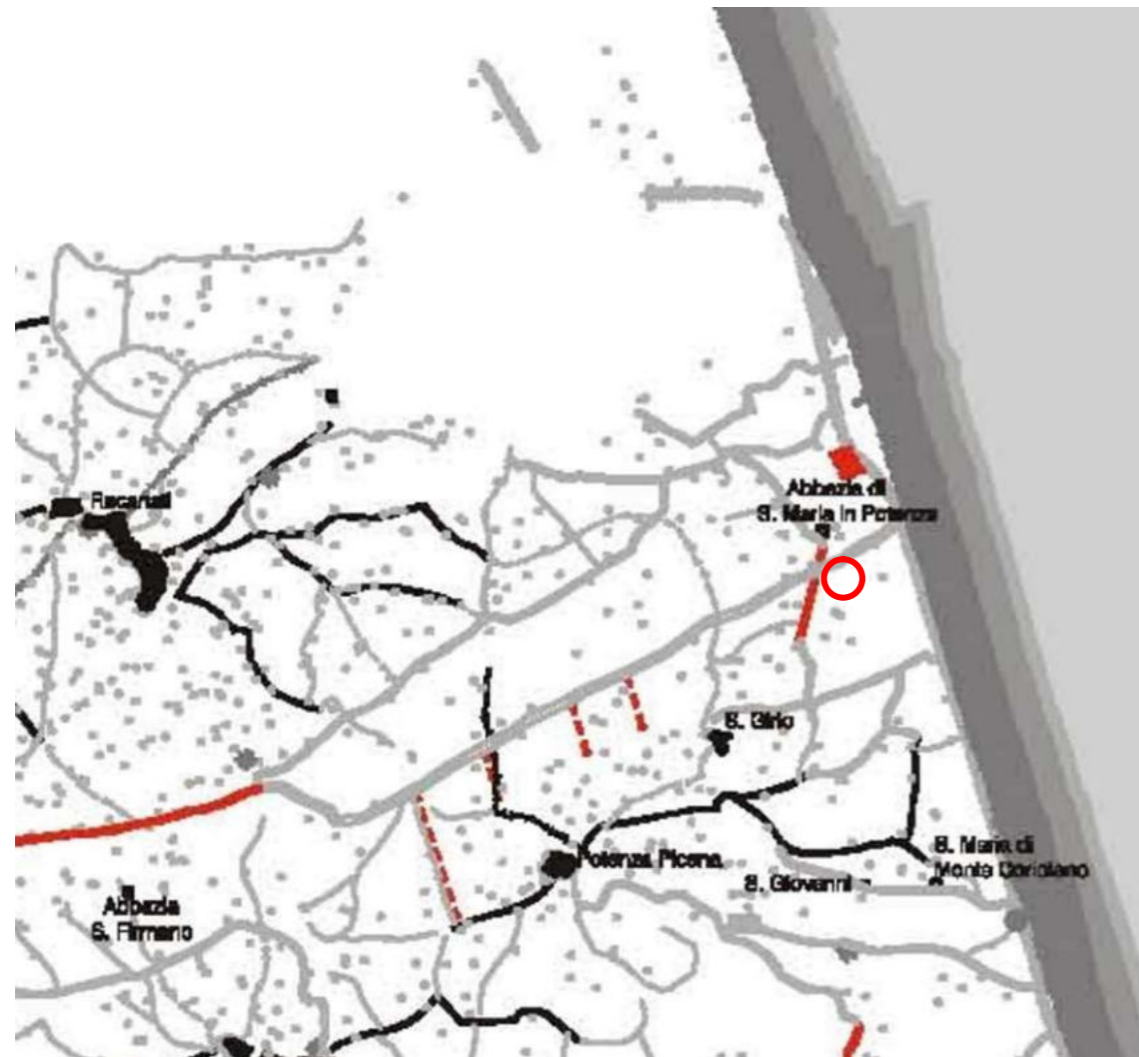 Recanati
Abbazia di
S. Maria in Potenza
S. Girio
Potenza Picena
S. Maria di
Monte Coriolano
S. Giovanni
Abbazia
S. Firmano